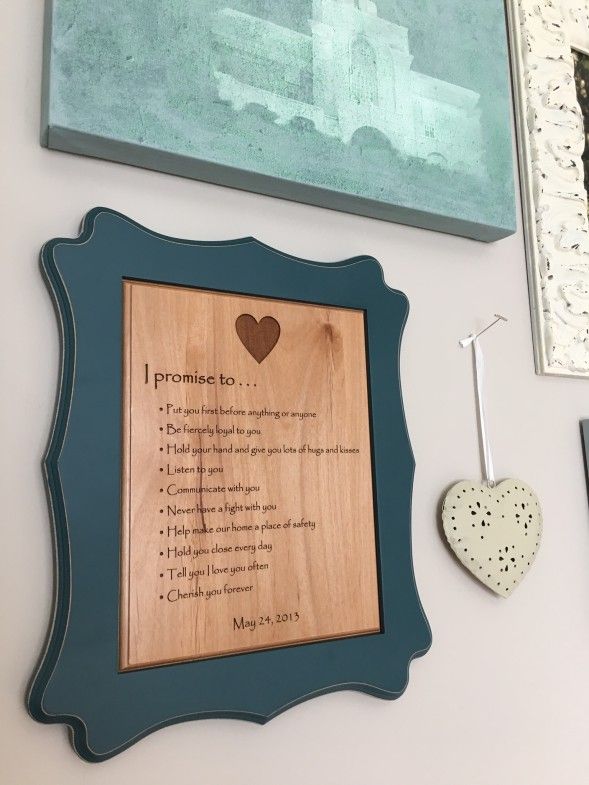 I promise to . . .
• Put you first before anything or anyone
• Be fiercely loyal to you
• Hold your hand and give you lots of hugs and kisses
• Listen to you
• Communicate with you
• Never have a fight with you
• Help make our home a place of safety
• Hold you close every day
• Tell you I love you often
• Cherish you forever
May 24, 2013